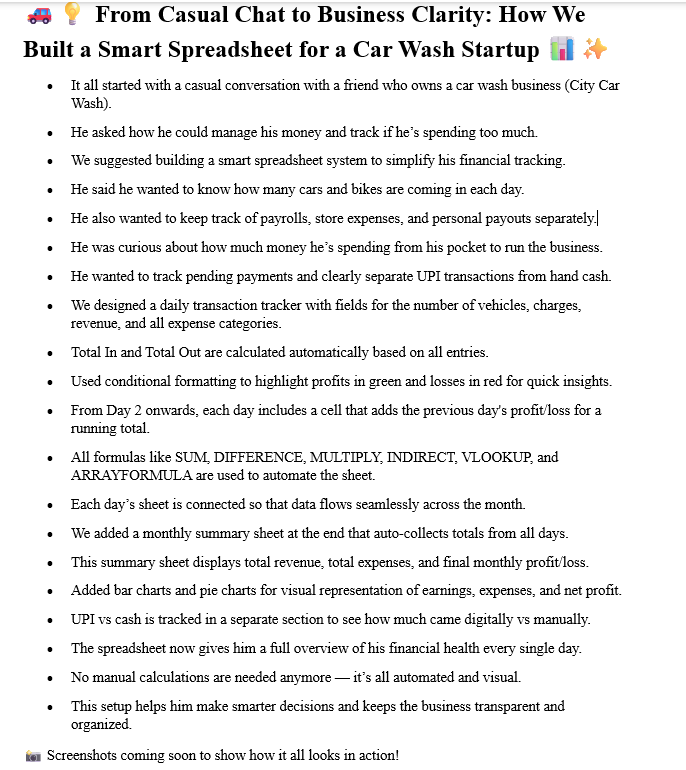 🚗 💡 From Casual Chat to Business Clarity: How We
Built a Smart Spreadsheet for a Car Wash Startup 📊 ✨
• It all started with a casual conversation with a friend who owns a car wash business (City Car
Wash).
• He asked how he could manage his money and track if he’s spending too much.
• We suggested building a smart spreadsheet system to simplify his financial tracking.
• He said he wanted to know how many cars and bikes are coming in each day.
• He also wanted to keep track of payrolls, store expenses, and personal payouts separately.
• He was curious about how much money he’s spending from his pocket to run the business.
• He wanted to track pending payments and clearly separate UPI transactions from hand cash.
• We designed a daily transaction tracker with fields for the number of vehicles, charges,
revenue, and all expense categories.
• Total In and Total Out are calculated automatically based on all entries.
• Used conditional formatting to highlight profits in green and losses in red for quick insights.
• From Day 2 onwards, each day includes a cell that adds the previous day's profit/loss for a
running total.
• All formulas like SUM, DIFFERENCE, MULTIPLY, INDIRECT, VLOOKUP, and
ARRAYFORMULA are used to automate the sheet.
• Each day’s sheet is connected so that data flows seamlessly across the month.
• We added a monthly summary sheet at the end that auto-collects totals from all days.
• This summary sheet displays total revenue, total expenses, and final monthly profit/loss.
• Added bar charts and pie charts for visual representation of earnings, expenses, and net profit.
• UPI vs cash is tracked in a separate section to see how much came digitally vs manually.
• The spreadsheet now gives him a full overview of his financial health every single day.
• No manual calculations are needed anymore — it’s all automated and visual.
• This setup helps him make smarter decisions and keeps the business transparent and
organized.
📸 Screenshots coming soon to show how it all looks in action!